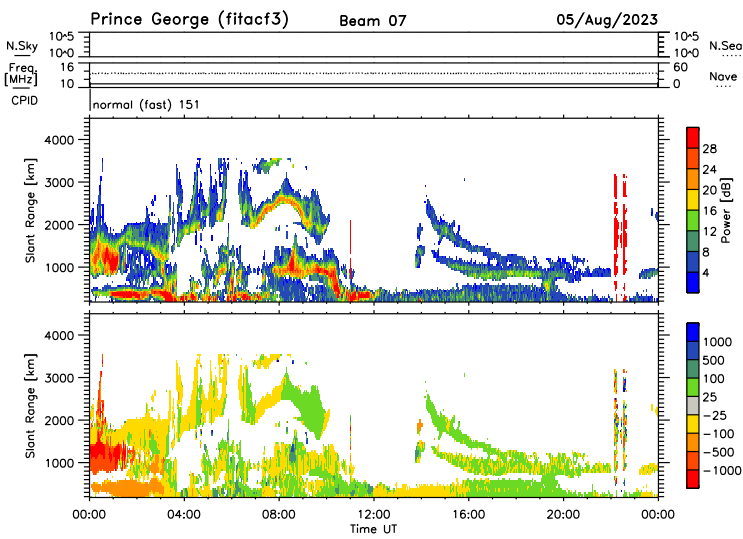 Prince George (fitacf3) Beam 07 05/Aug/2023
N.Sky 10^5 10^0 10^5 10^0 N.Sea
Freq. [MHz] 16 10 60 0 Nave
CPID normal (fast) 151
4000
3000
2000
1000
Slant Range [km]
28
24
20
16
12
8
4
Power [dB]
4000
3000
2000
1000
Slant Range [km]
1000
500
100
25
-25
-100
-500
-1000
00:00 04:00 08:00 12:00 16:00 20:00 00:00
Time UT